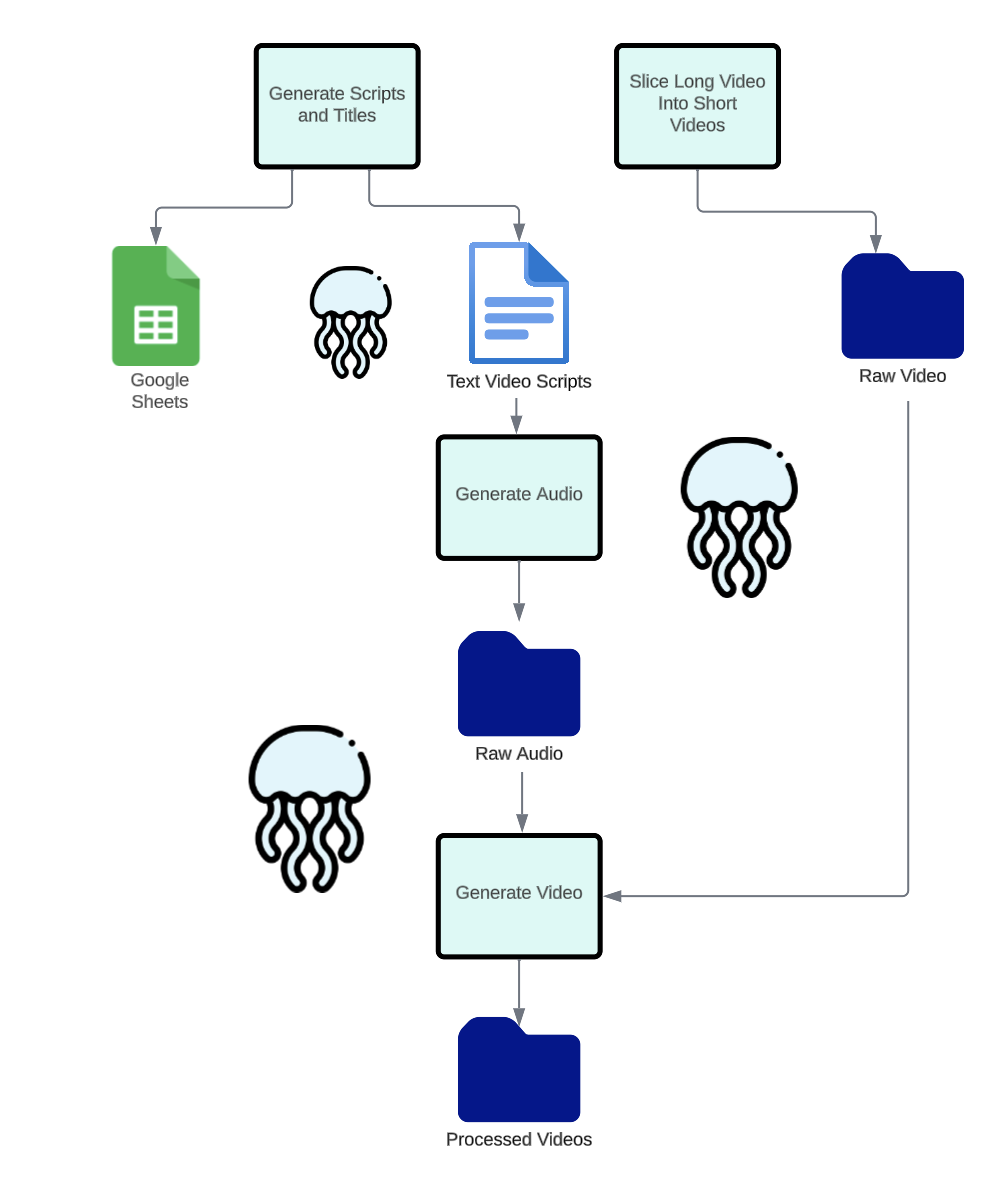 Generate Scripts
and Titles
Slice Long Video
Into Short
Videos
Google
Sheets
Text Video Scripts
Raw Video
Generate Audio
Raw Audio
Generate Video
Processed Videos